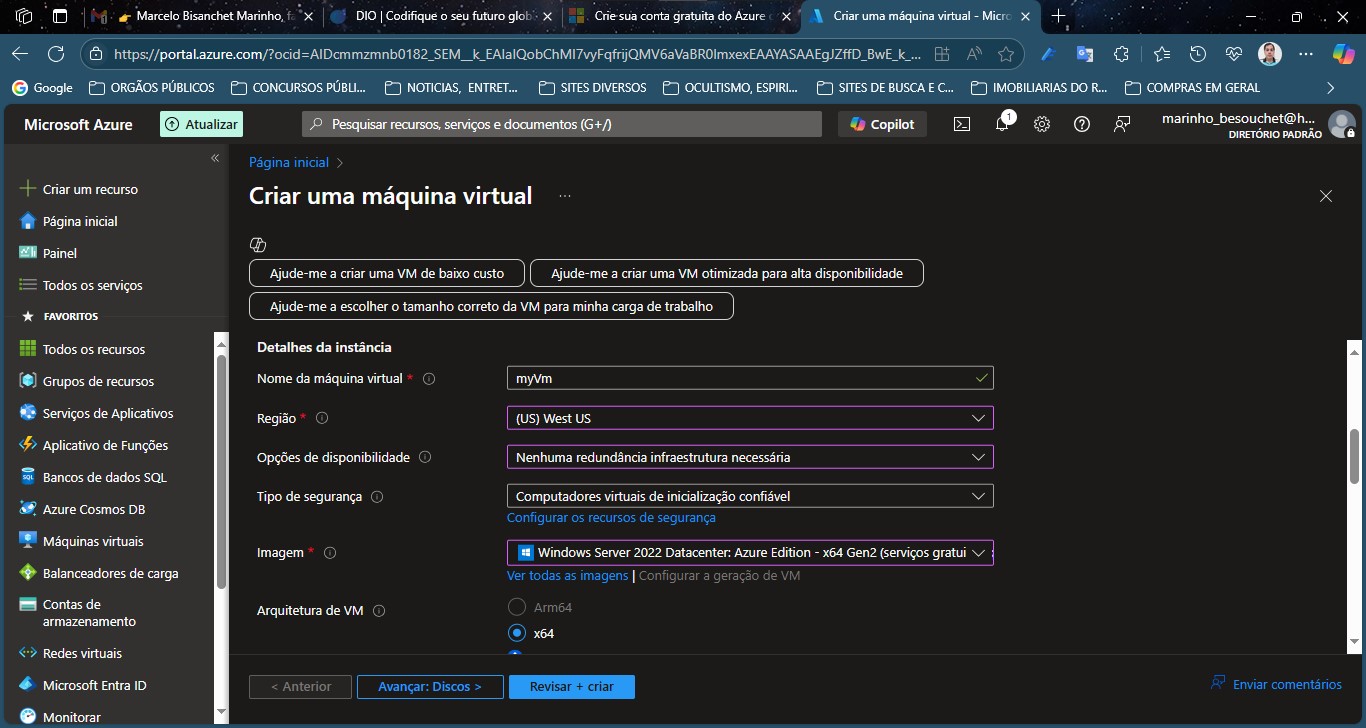 Marcelo Bisanchet Marinho, fa
DIO | Codifique o seu futuro glob
Crie sua conta gratuita do Azure
Criar uma máquina virtual - Micro
https://portal.azure.com/?ocid=AIDcmmzmnb0182_SEM__k_EAIaIQobChMI7vyFqfrijQMV6aVaBR0ImxexEAAYASAAEgJZffD_BwE_k_...
Google
ORGÃOS PÚBLICOS
CONCURSOS PÚBLI...
NOTICIAS, ENTRET...
SITES DIVERSOS
OCULTISMO, ESPIRI...
SITES DE BUSCA E C...
IMOBILIARIAS DO R...
COMPRAS EM GERAL
Microsoft Azure
Atualizar
Pesquisar recursos, serviços e documentos (G+/)
Copilot
1
marinho_besouchet@h...
DIRETÓRIO PADRÃO
Criar um recurso
Página inicial
Painel
Todos os serviços
FAVORITOS
Todos os recursos
Grupos de recursos
Serviços de Aplicativos
Aplicativo de Funções
Bancos de dados SQL
Azure Cosmos DB
Máquinas virtuais
Balanceadores de carga
Contas de
armazenamento
Redes virtuais
Microsoft Entra ID
Monitorar
Página inicial >
Criar uma máquina virtual ...
Ajude-me a criar uma VM de baixo custo
Ajude-me a criar uma VM otimizada para alta disponibilidade
Ajude-me a escolher o tamanho correto da VM para minha carga de trabalho
Detalhes da instância
Nome da máquina virtual *
myVm
Região *
(US) West US
Opções de disponibilidade
Nenhuma redundância infraestrutura necessária
Tipo de segurança
Computadores virtuais de inicialização confiável
Configurar os recursos de segurança
Imagem *
Windows Server 2022 Datacenter: Azure Edition - x64 Gen2 (serviços gratui
Ver todas as imagens | Configurar a geração de VM
Arquitetura de VM
Arm64
x64
< Anterior
Avançar: Discos >
Revisar + criar
Enviar comentários